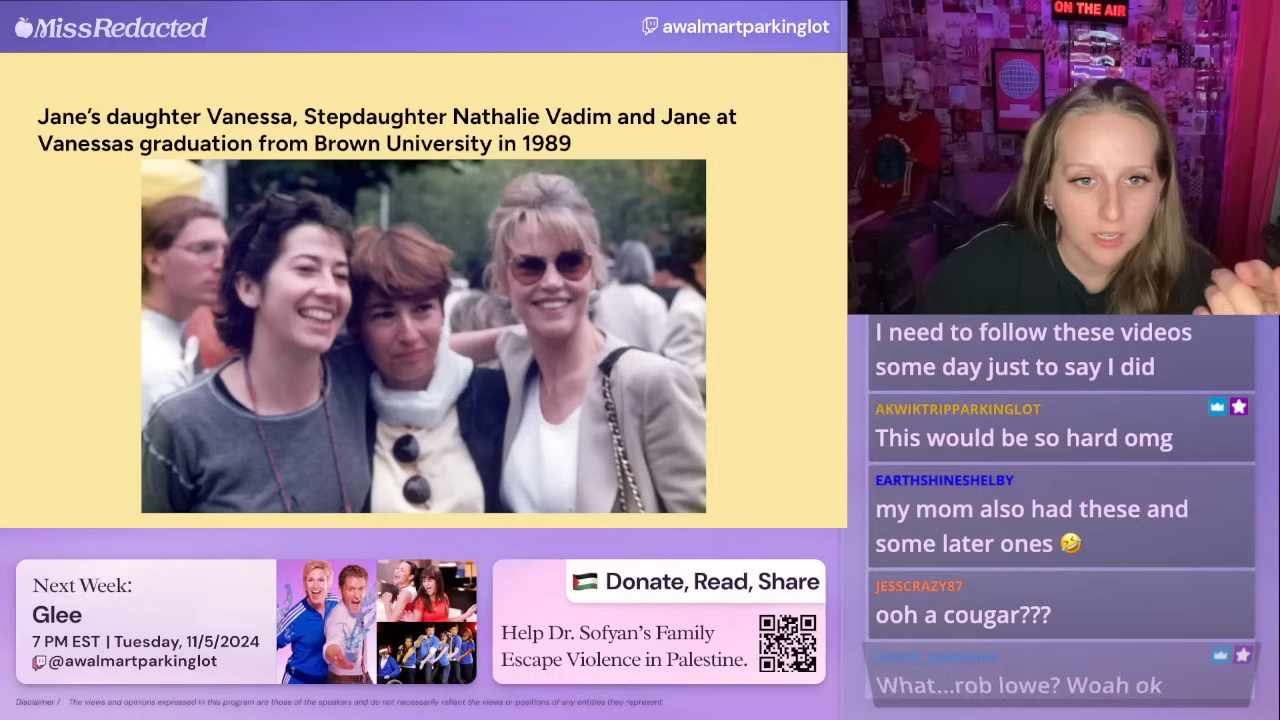 MissRedacted
awalmartparkinglot
ON THE AIR
Jane's daughter Vanessa, Stepdaughter Nathalie Vadim and Jane at
Vanessas graduation from Brown University in 1989
I need to follow these videos
some day just to say I did
AKWIKTRIPPARKINGLOT
This would be so hard omg
EARTHSHINESHELBY
my mom also had these and
some later ones 🤣
JESSCRAZY87
ooh a cougar???
What...rob lowe? Woah ok
Next Week:
Glee
7 PM EST | Tuesday, 11/5/2024
@awalmartparkinglot
🇵🇸 Donate, Read, Share
Help Dr. Sofyan's Family
Escape Violence in Palestine.
Disclaimer / The views and opinions expressed in this program are those of the speakers and do not necessarily reflect the views or positions of any entities they represent.